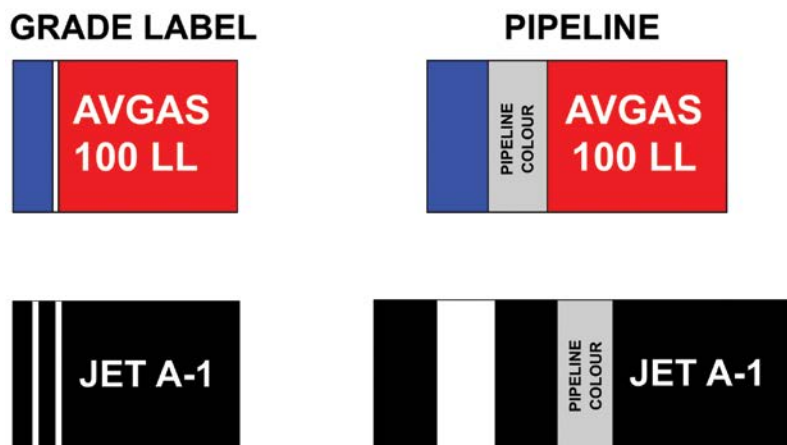 GRADE LABEL
PIPELINE
AVGAS
100 LL
PIPELINE
COLOUR
AVGAS
100 LL
JET A-1
PIPELINE
COLOUR
JET A-1